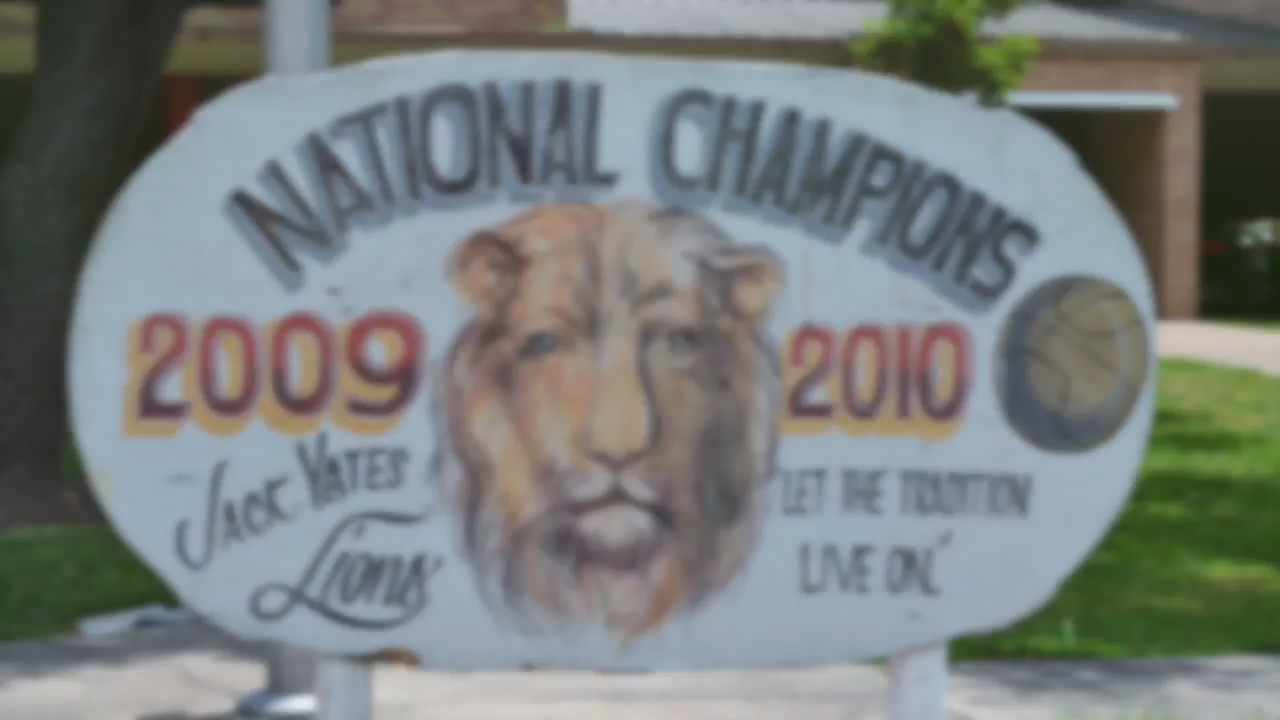 NATIONAL CHAMPIONS
2009 2010
JACK YATES
Lions
"LET THE TRADITION
LIVE ON."